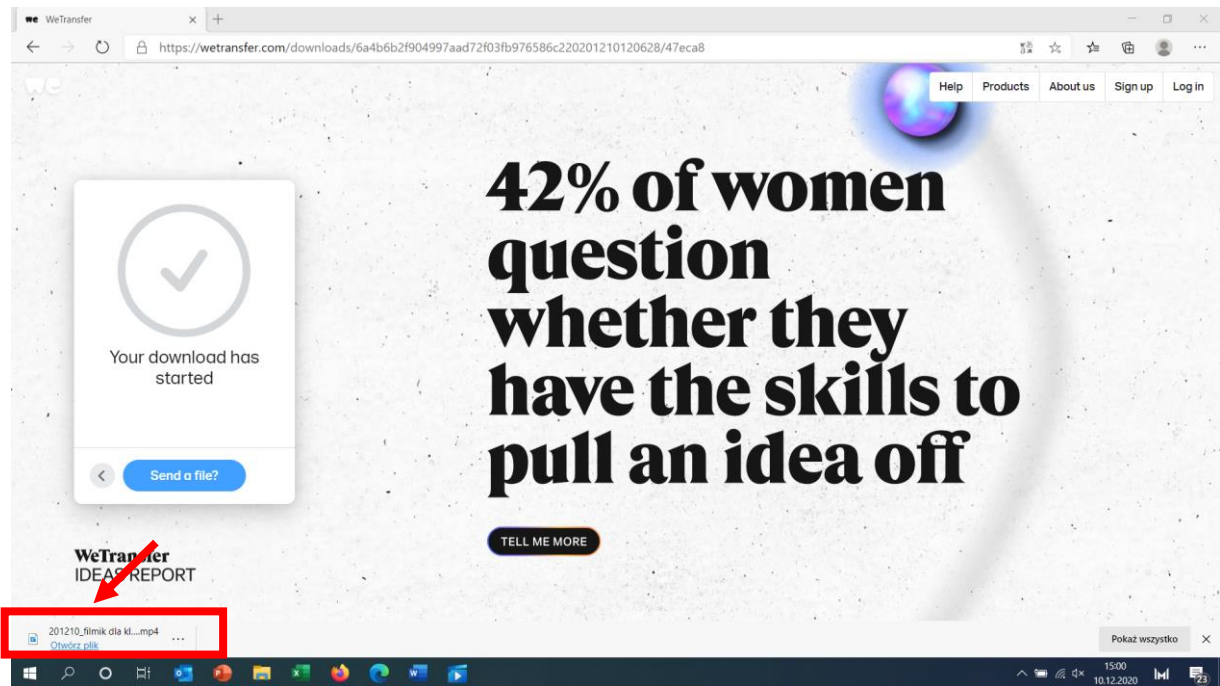 we WeTransfer
https://wetransfer.com/downloads/6a4b6b2f904997aad72f03fb976586c220201210120628/47eca8
we
Help Products About us Sign up Log in
42% of women
question
whether they
have the skills to
pull an idea off
TELL ME MORE
Your download has
started
Send a file?
WeTransfer
IDEAS REPORT
201210_filmik dla kl....mp4
Otwórz plik
Pokaż wszystko
15:00
10.12.2020
23